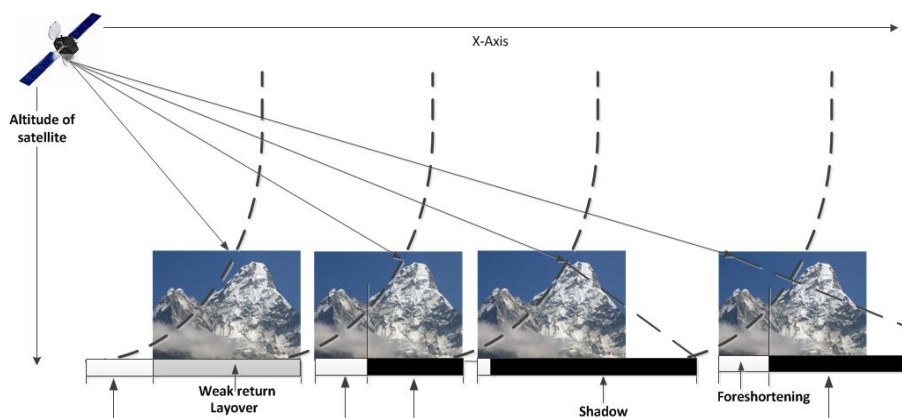 X-Axis
Altitude of
satellite
Weak return
Layover
Shadow
Foreshortening